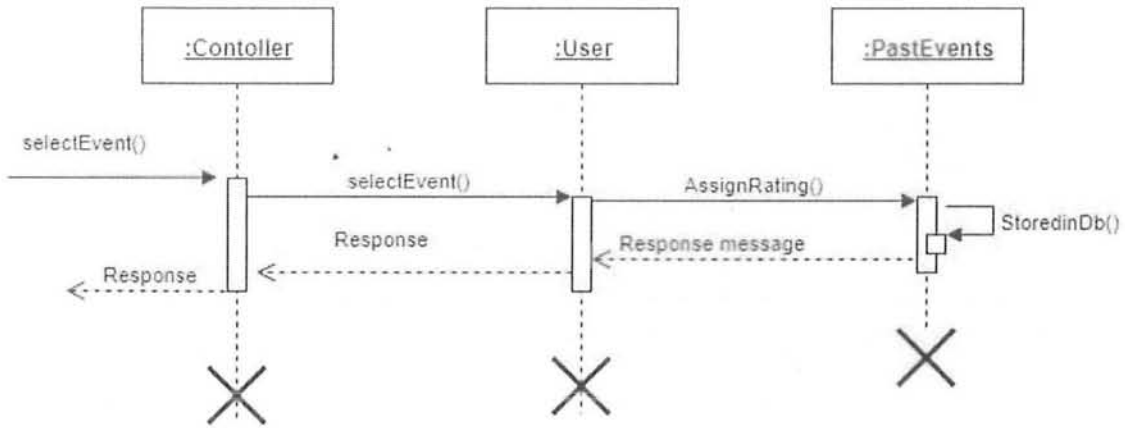 :Contoller
:User
:PastEvents
selectEvent()
selectEvent()
AssignRating()
StoredinDb()
Response
Response message
Response